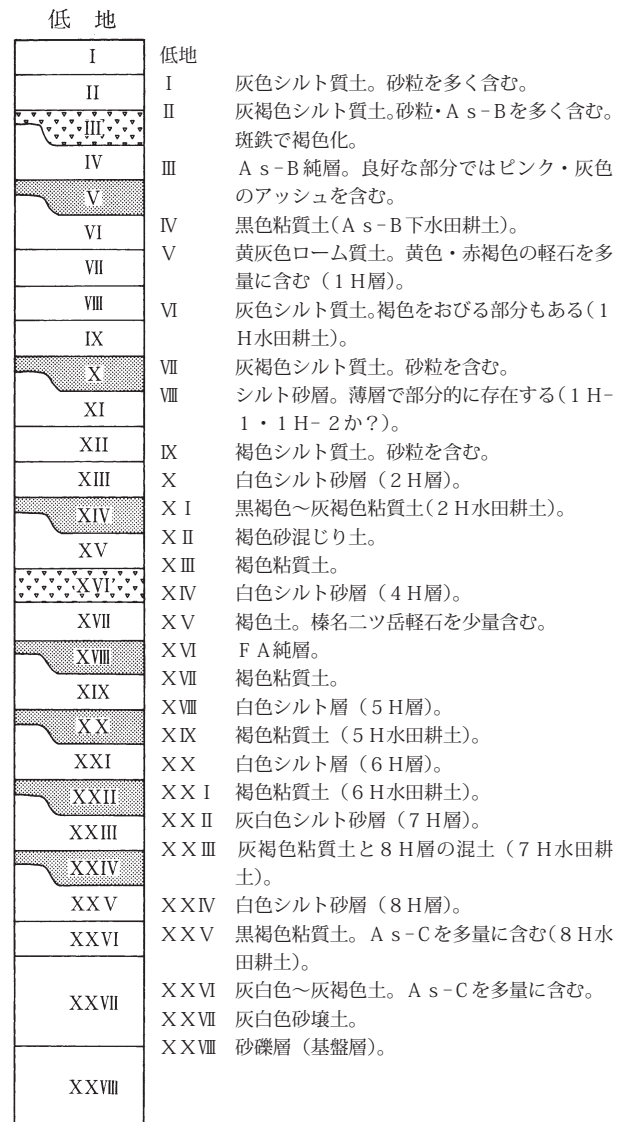 低　地
Ⅰ
Ⅱ
Ⅲ
Ⅳ
Ⅴ
Ⅵ
Ⅶ
Ⅷ
Ⅸ
Ⅹ
ⅩⅠ
ⅩⅡ
ⅩⅢ
ⅩⅣ
ⅩⅤ
ⅩⅥ
ⅩⅦ
ⅩⅧ
ⅩⅨ
ⅩⅩ
ⅩⅩⅠ
ⅩⅩⅡ
ⅩⅩⅢ
ⅩⅩⅣ
ⅩⅩⅤ
ⅩⅩⅥ
ⅩⅩⅦ
ⅩⅩⅧ
低地
Ⅰ　灰色シルト質土。砂粒を多く含む。
Ⅱ　灰褐色シルト質土。砂粒・Ａｓ-Ｂを多く含む。
斑鉄で褐色化。
Ⅲ　Ａｓ-Ｂ純層。良好な部分ではピンク・灰色
のアッシュを含む。
Ⅳ　黒色粘質土(Ａｓ-Ｂ下水田耕土)。
Ⅴ　黄灰色ローム質土。黄色・赤褐色の軽石を多
量に含む（１Ｈ層)。
Ⅵ　灰色シルト質土。褐色をおびる部分もある(１
Ｈ水田耕土)。
Ⅶ　灰褐色シルト質土。砂粒を含む。
Ⅷ　シルト砂層。薄層で部分的に存在する(１Ｈ-
１・１Ｈ-２か？)。
Ⅸ　褐色シルト質土。砂粒を含む。
Ⅹ　白色シルト砂層（２Ｈ層)。
ⅩⅠ　黒褐色～灰褐色粘質土(２Ｈ水田耕土)。
ⅩⅡ　褐色砂混じり土。
ⅩⅢ　褐色粘質土。
ⅩⅣ　白色シルト砂層（４Ｈ層)。
ⅩⅤ　褐色土。榛名二ツ岳軽石を少量含む。
ⅩⅥ　ＦＡ純層。
ⅩⅦ　褐色粘質土。
ⅩⅧ　白色シルト層（５Ｈ層)。
ⅩⅨ　褐色粘質土（５Ｈ水田耕土)。
ⅩⅩ　白色シルト層（６Ｈ層)。
ⅩⅩⅠ　褐色粘質土（６Ｈ水田耕土)。
ⅩⅩⅡ　灰白色シルト砂層（７Ｈ層)。
ⅩⅩⅢ　灰褐色粘質土と８Ｈ層の混土（７Ｈ水田耕
土)。
ⅩⅩⅣ　白色シルト砂層（８Ｈ層)。
ⅩⅩⅤ　黒褐色粘質土。Ａｓ-Ｃを多量に含む(８Ｈ水
田耕土)。
ⅩⅩⅥ　灰白色～灰褐色土。Ａｓ-Ｃを多量に含む。
ⅩⅩⅦ　灰白色砂壌土。
ⅩⅩⅧ　砂礫層（基盤層)。